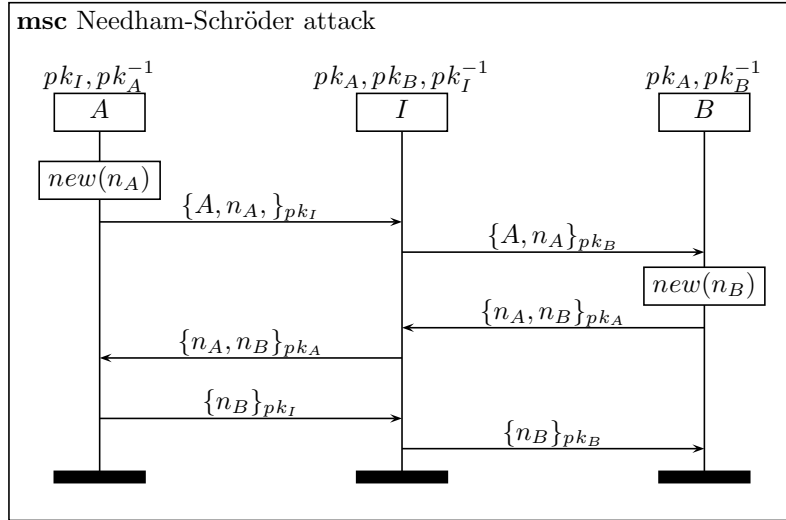 msc Needham-Schröder attack
pk_I, pk_A^{-1}
pk_A, pk_B, pk_I^{-1}
pk_A, pk_B^{-1}
A
I
B
new(n_A)
{A, n_A, }_{pk_I}
{A, n_A}_{pk_B}
new(n_B)
{n_A, n_B}_{pk_A}
{n_A, n_B}_{pk_A}
{n_B}_{pk_I}
{n_B}_{pk_B}